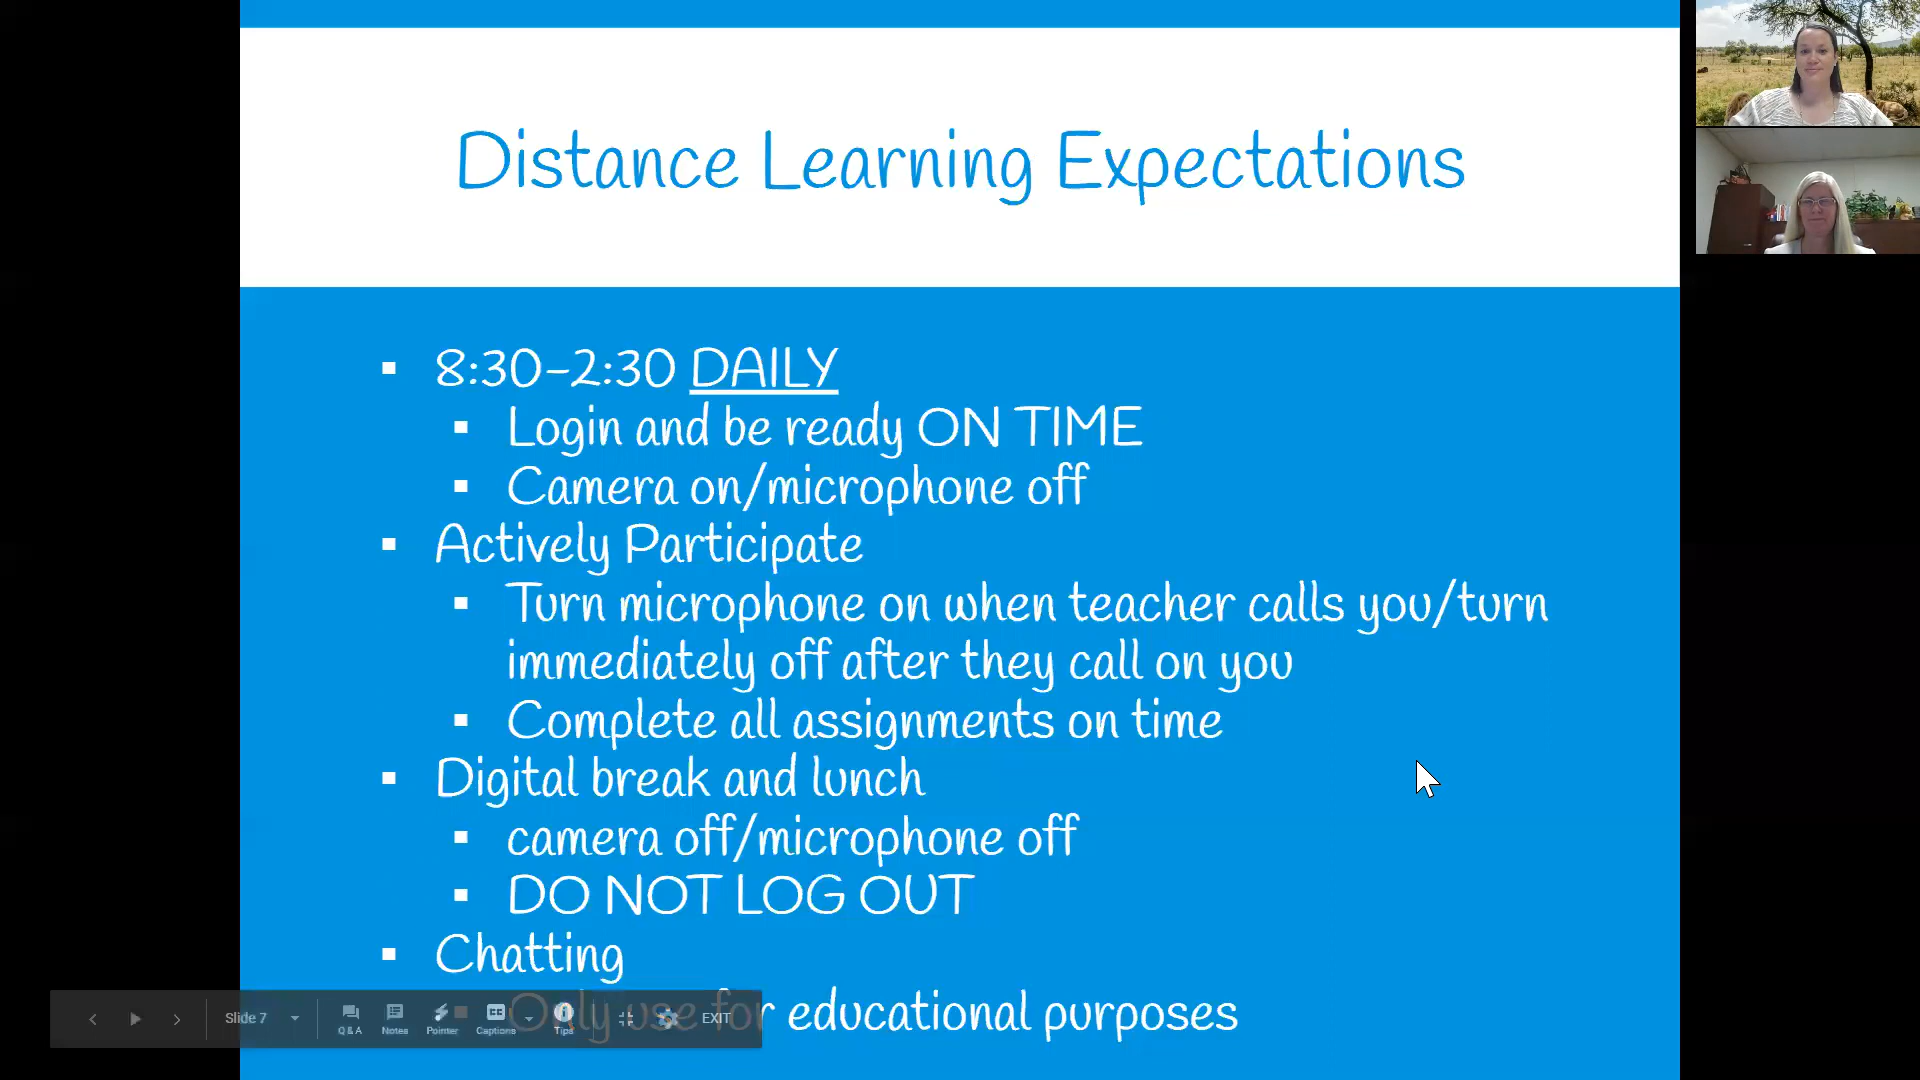 Distance Learning Expectations
8:30-2:30 DAILY
Login and be ready ON TIME
Camera on/microphone off
Actively Participate
Turn microphone on when teacher calls you/turn
immediately off after they call on you
Complete all assignments on time
Digital break and lunch
camera off/microphone off
DO NOT LOG OUT
Chatting
Only use for educational purposes
Slide 7
Q & A
Notes
Pointer
Captions
Tips
EXIT